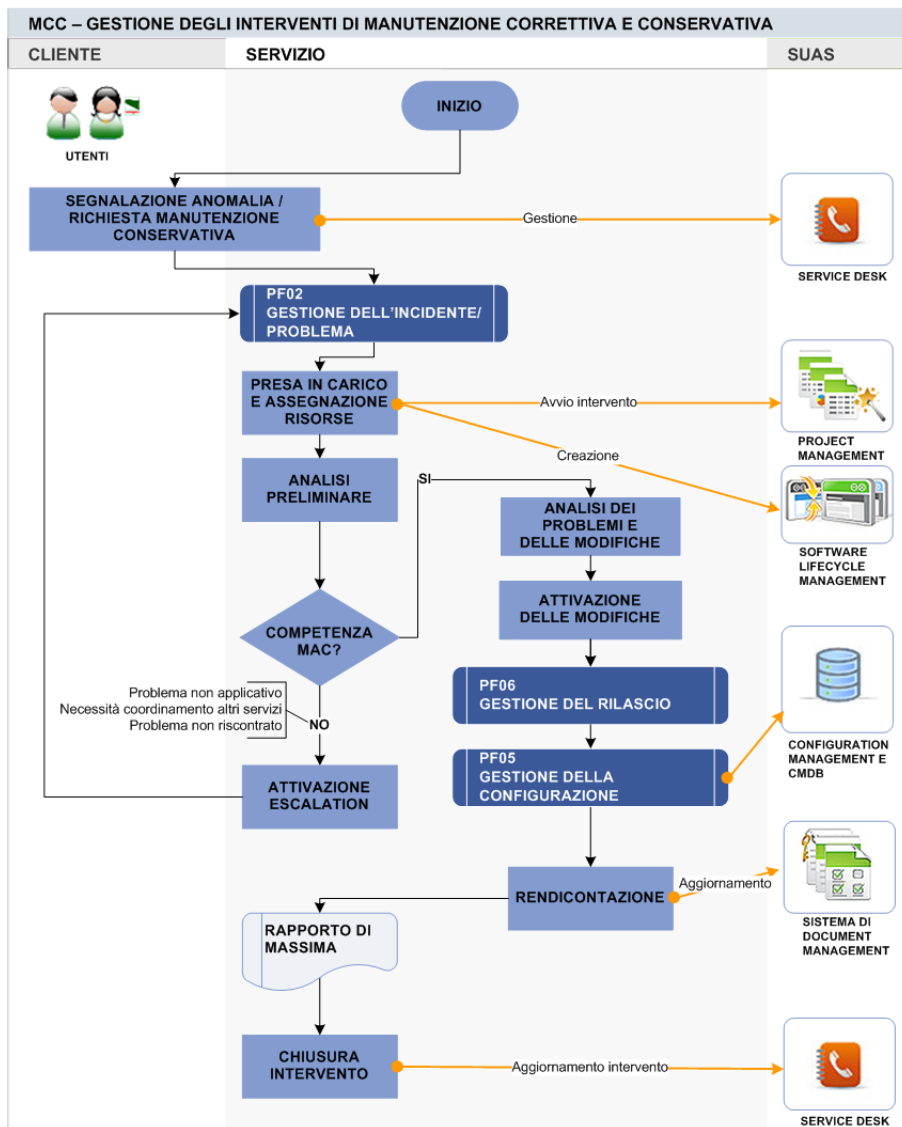 MCC – GESTIONE DEGLI INTERVENTI DI MANUTENZIONE CORRETTIVA E CONSERVATIVA
CLIENTE
SERVIZIO
SUAS
UTENTI
INIZIO
SEGNALAZIONE ANOMALIA /
RICHIESTA MANUTENZIONE
CONSERVATIVA
Gestione
SERVICE DESK
PF02
GESTIONE DELL'INCIDENTE/
PROBLEMA
PRESA IN CARICO
E ASSEGNAZIONE
RISORSE
Avvio intervento
PROJECT
MANAGEMENT
Creazione
ANALISI
PRELIMINARE
SI
ANALISI DEI
PROBLEMI E
DELLE MODIFICHE
SOFTWARE
LIFECYCLE
MANAGEMENT
ATTIVAZIONE
DELLE MODIFICHE
COMPETENZA
MAC?
Problema non applicativo
Necessità coordinamento altri servizi
Problema non riscontrato
NO
PF06
GESTIONE DEL RILASCIO
PF05
GESTIONE DELLA
CONFIGURAZIONE
CONFIGURATION
MANAGEMENT E
CMDB
ATTIVAZIONE
ESCALATION
RENDICONTAZIONE
Aggiornamento
SISTEMA DI
DOCUMENT
MANAGEMENT
RAPPORTO DI
MASSIMA
CHIUSURA
INTERVENTO
Aggiornamento intervento
SERVICE DESK